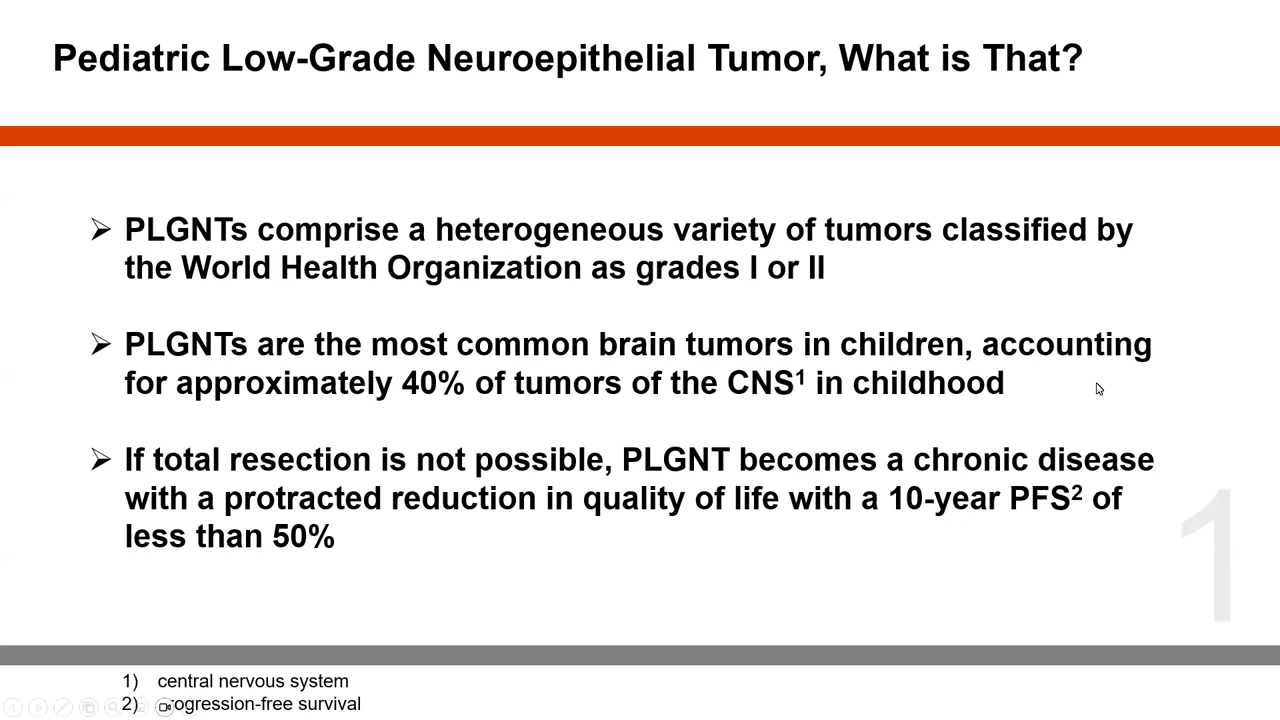 Pediatric Low-Grade Neuroepithelial Tumor, What is That?
➢ PLGNTs comprise a heterogeneous variety of tumors classified by
the World Health Organization as grades I or II
➢ PLGNTs are the most common brain tumors in children, accounting
for approximately 40% of tumors of the CNS¹ in childhood
➢ If total resection is not possible, PLGNT becomes a chronic disease
with a protracted reduction in quality of life with a 10-year PFS² of
less than 50%
1
1) central nervous system
2) rogression-free survival